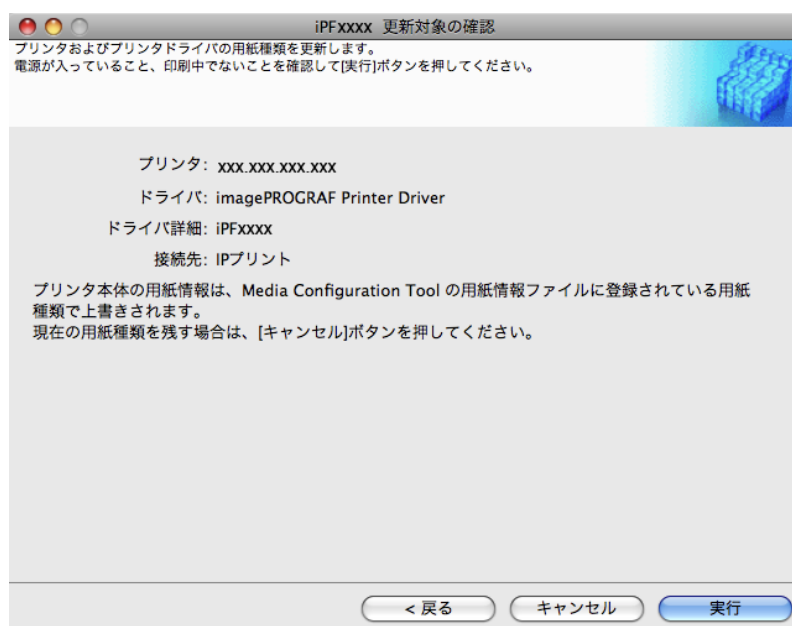 iPFxxxx 更新対象の確認
プリンタおよびプリンタドライバの用紙種類を更新します。
電源が入っていること、印刷中でないことを確認して[実行]ボタンを押してください。
プリンタ: xxx.xxx.xxx.xxx
ドライバ: imagePROGRAF Printer Driver
ドライバ詳細: iPFxxxx
接続先: IPプリント
プリンタ本体の用紙情報は、Media Configuration Tool の用紙情報ファイルに登録されている用紙
種類で上書きされます。
現在の用紙種類を残す場合は、[キャンセル]ボタンを押してください。
< 戻る キャンセル 実行